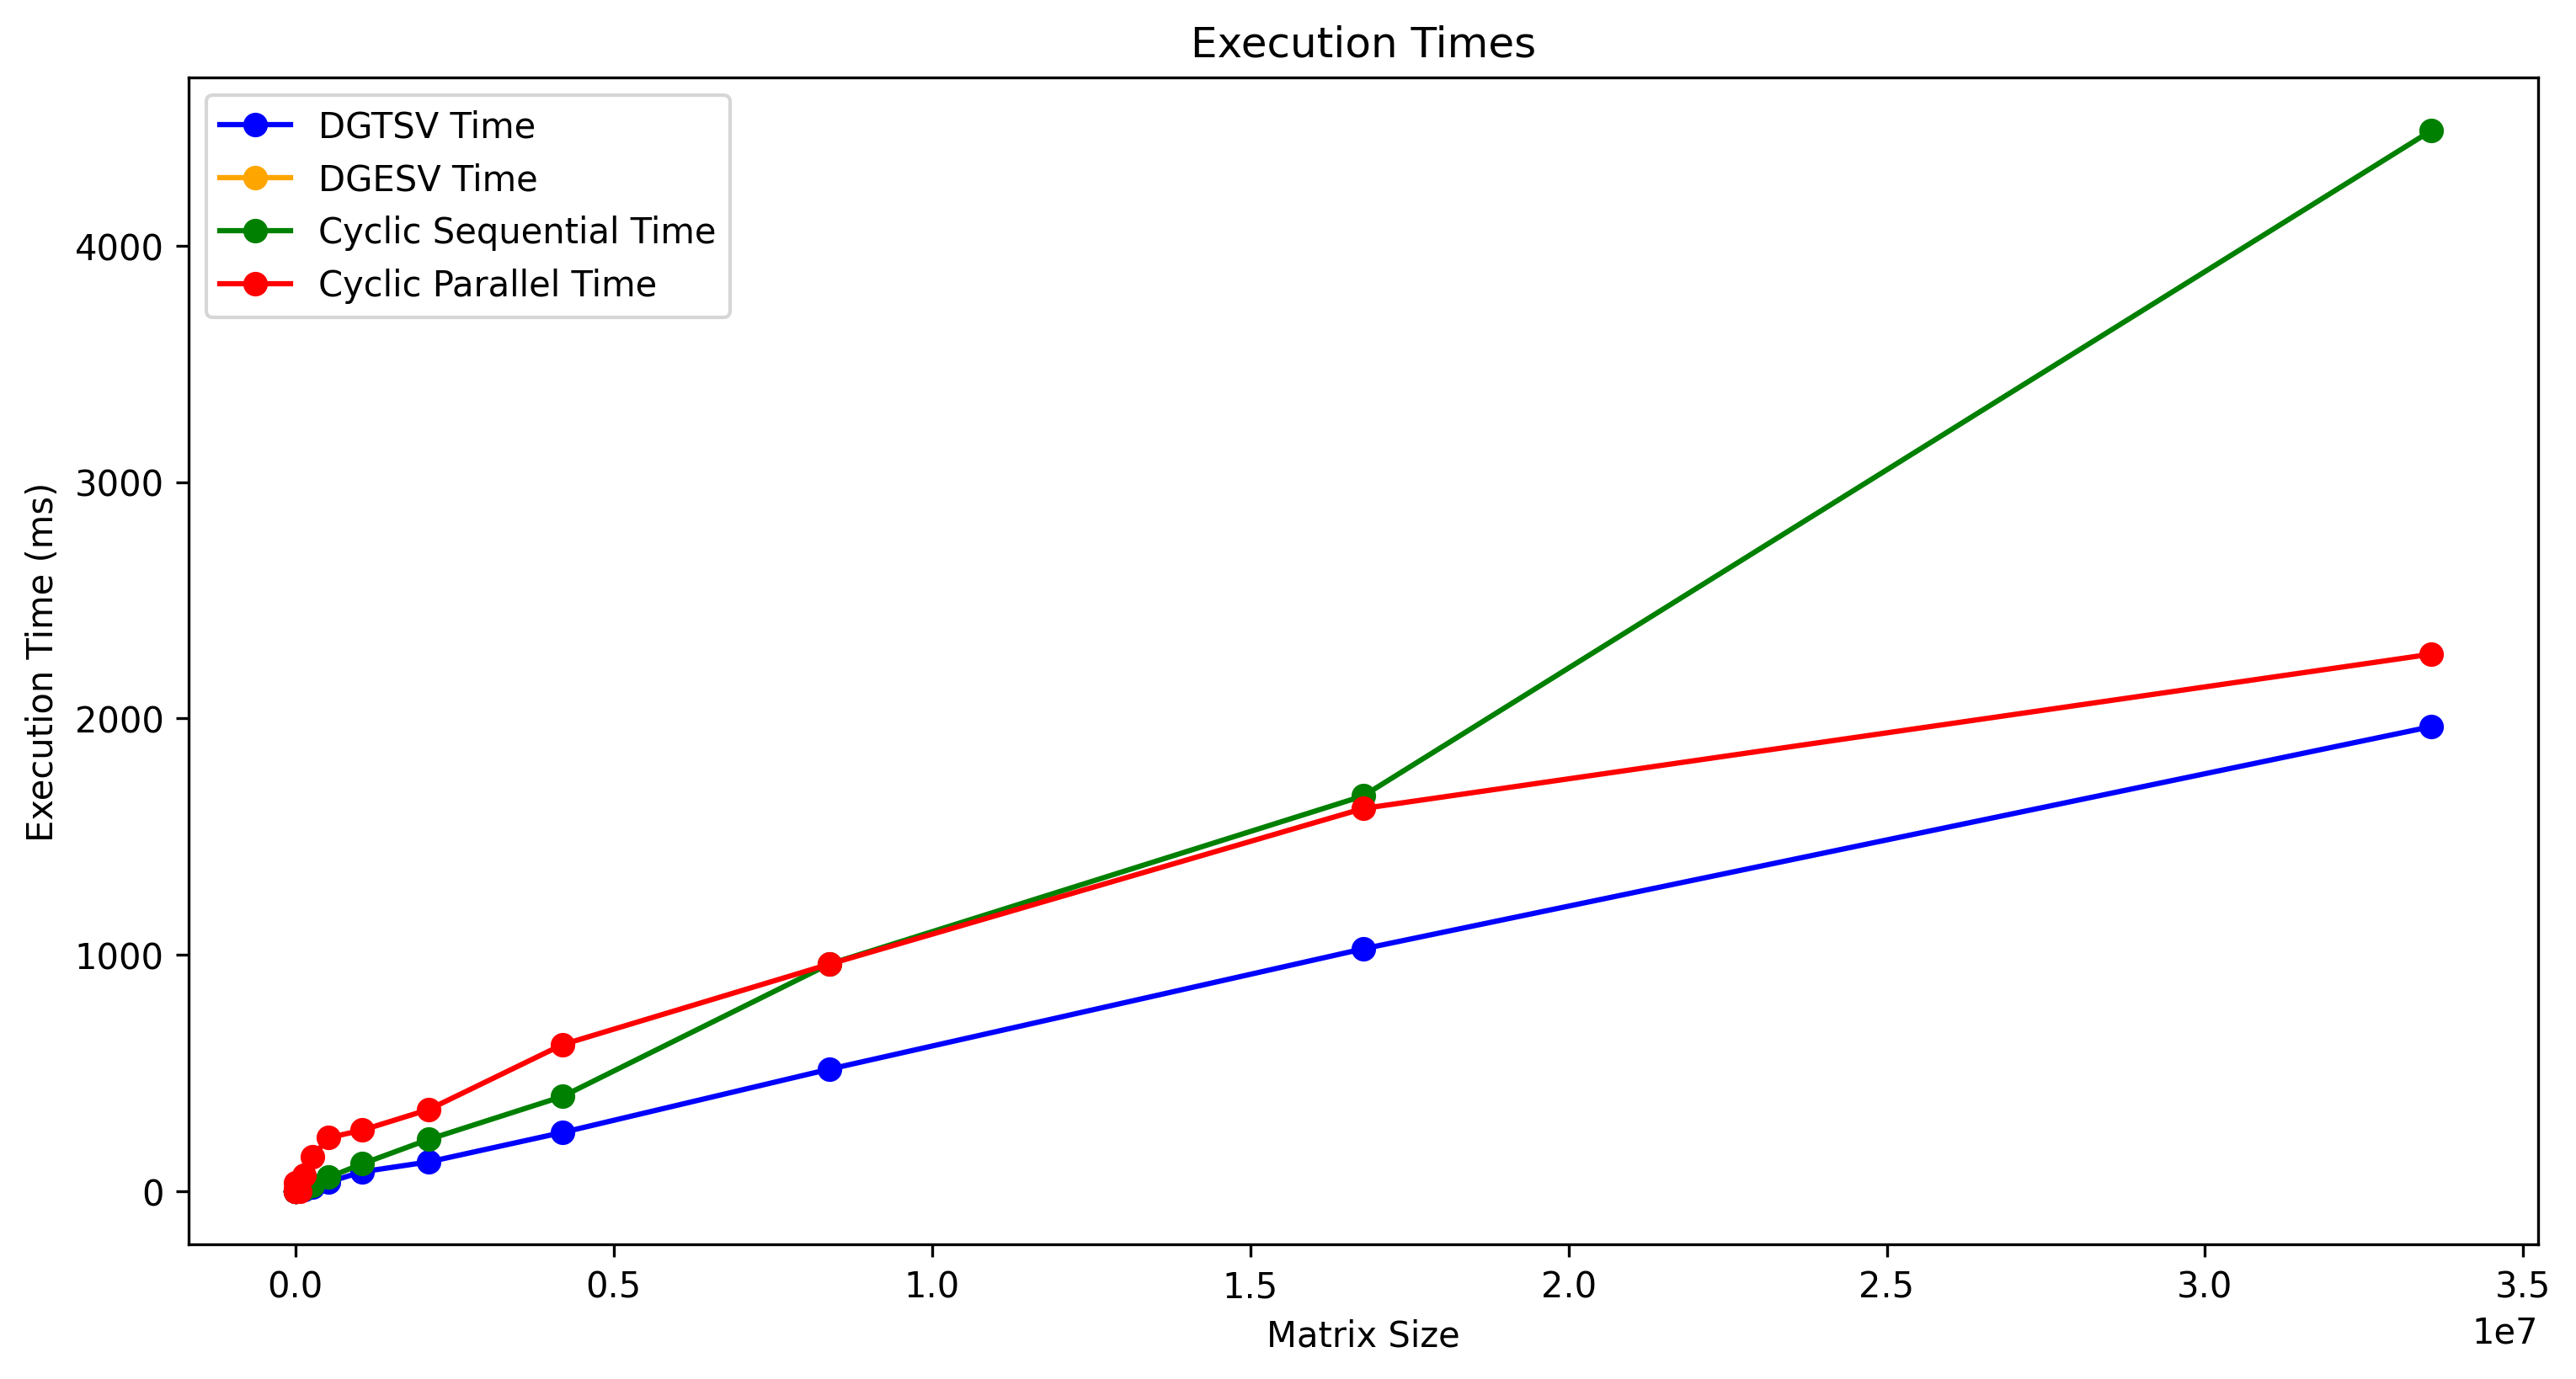 Execution Times
DGTSV Time
DGESV Time
Cyclic Sequential Time
Cyclic Parallel Time
Execution Time (ms)
4000
3000
2000
1000
0
0.0 0.5 1.0 1.5 2.0 2.5 3.0 3.5
1e7
Matrix Size